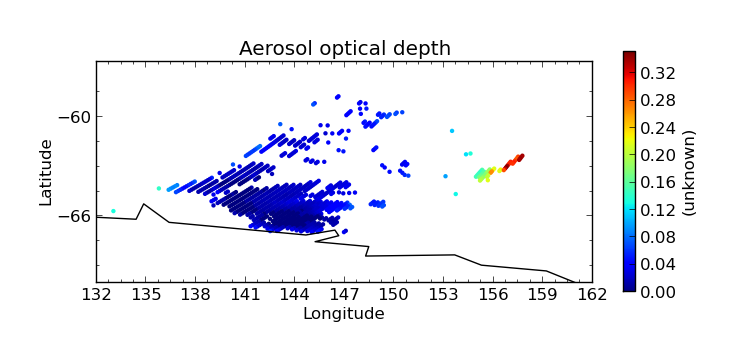 Aerosol optical depth
Latitude
−60
−66
132 135 138 141 144 147 150 153 156 159 162
Longitude
0.32
0.28
0.24
0.20
0.16
0.12
0.08
0.04
0.00
(unknown)